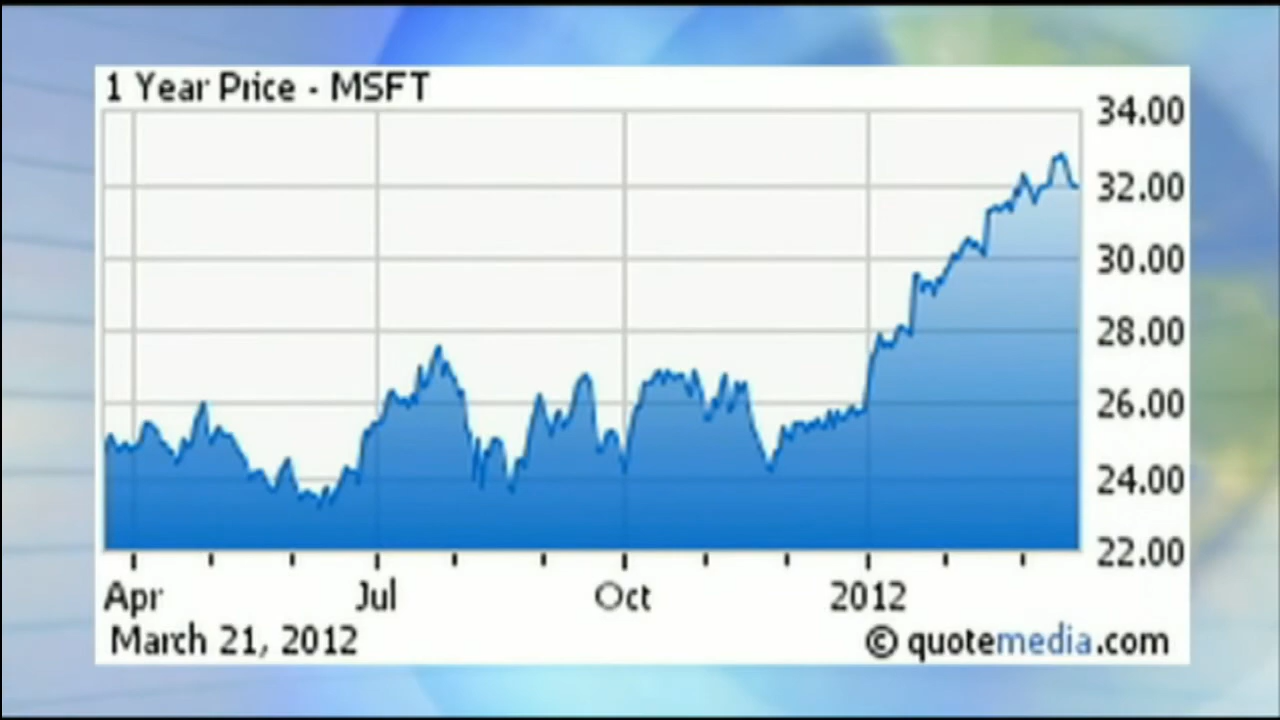 1 Year Price - MSFT
34.00
32.00
30.00
28.00
26.00
24.00
22.00
Apr Jul Oct 2012
March 21, 2012 © quotemedia.com